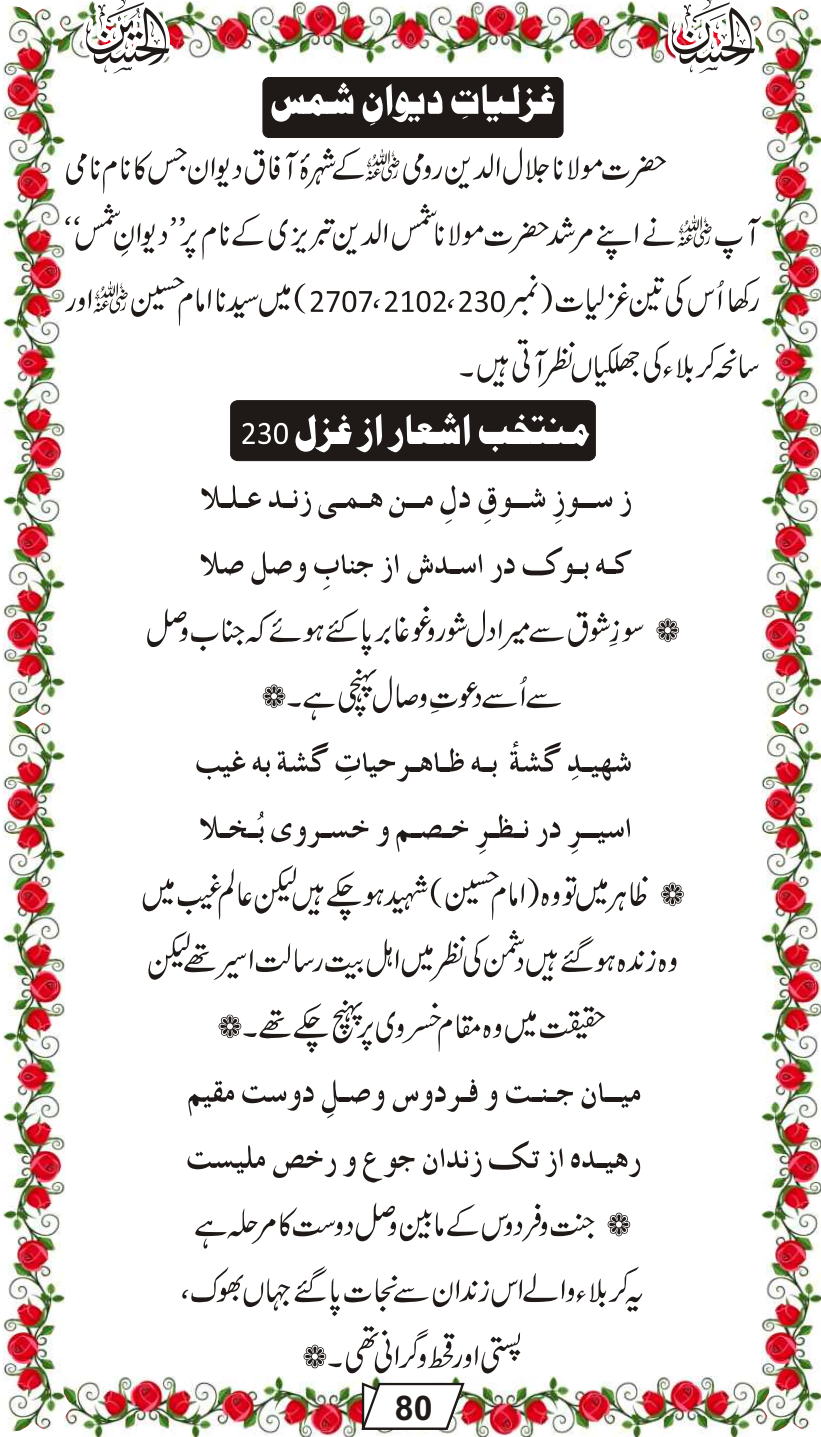 الحسین الحسین
غزلیاتِ دیوانِ شمس
حضرت مولانا جلال الدین رومی رضی اللہ عنہ کے شہرۂ آفاق دیوان جس کا نام نامی
آپ رضی اللہ عنہ نے اپنے مرشد حضرت مولانا شمس الدین تبریزی کے نام پر ’’دیوانِ شمس‘‘
رکھا اُس کی تین غزلیات (نمبر 230، 2102، 2707) میں سیدنا امام حسین رضی اللہ عنہ اور
سانحہ کربلاء کی جھلکیاں نظر آتی ہیں۔
منتخب اشعار از غزل 230
ز سوزِ شوقِ دلِ من همی زند عللا
که بوک در اسدش از جنابِ وصل صلا
❁ سوزِ شوق سے میرا دل شور و غوغا برپا کئے ہوئے کہ جناب وصل
سے اُسے دعوتِ وصال پہنچی ہے۔❁
شهیدِ گشۂ به ظاهر حیاتِ گشة به غیب
اسیرِ در نظرِ خصم و خسروی بُخلا
❁ ظاہر میں تو وہ (امام حسین) شہید ہو چکے ہیں لیکن عالم غیب میں
وہ زندہ ہو گئے ہیں دشمن کی نظر میں اہل بیت رسالت اسیر تھے لیکن
حقیقت میں وہ مقام خسروی پر پہنچ چکے تھے۔❁
میان جنت و فردوس وصلِ دوست مقیم
رهیده از تک زندان جوع و رخص ملیست
❁ جنت و فردوس کے مابین وصل دوست کا مرحلہ ہے
یہ کربلاء والے اس زندان سے نجات پا گئے جہاں بھوک،
پستی اور قحط و گرانی تھی۔❁
80